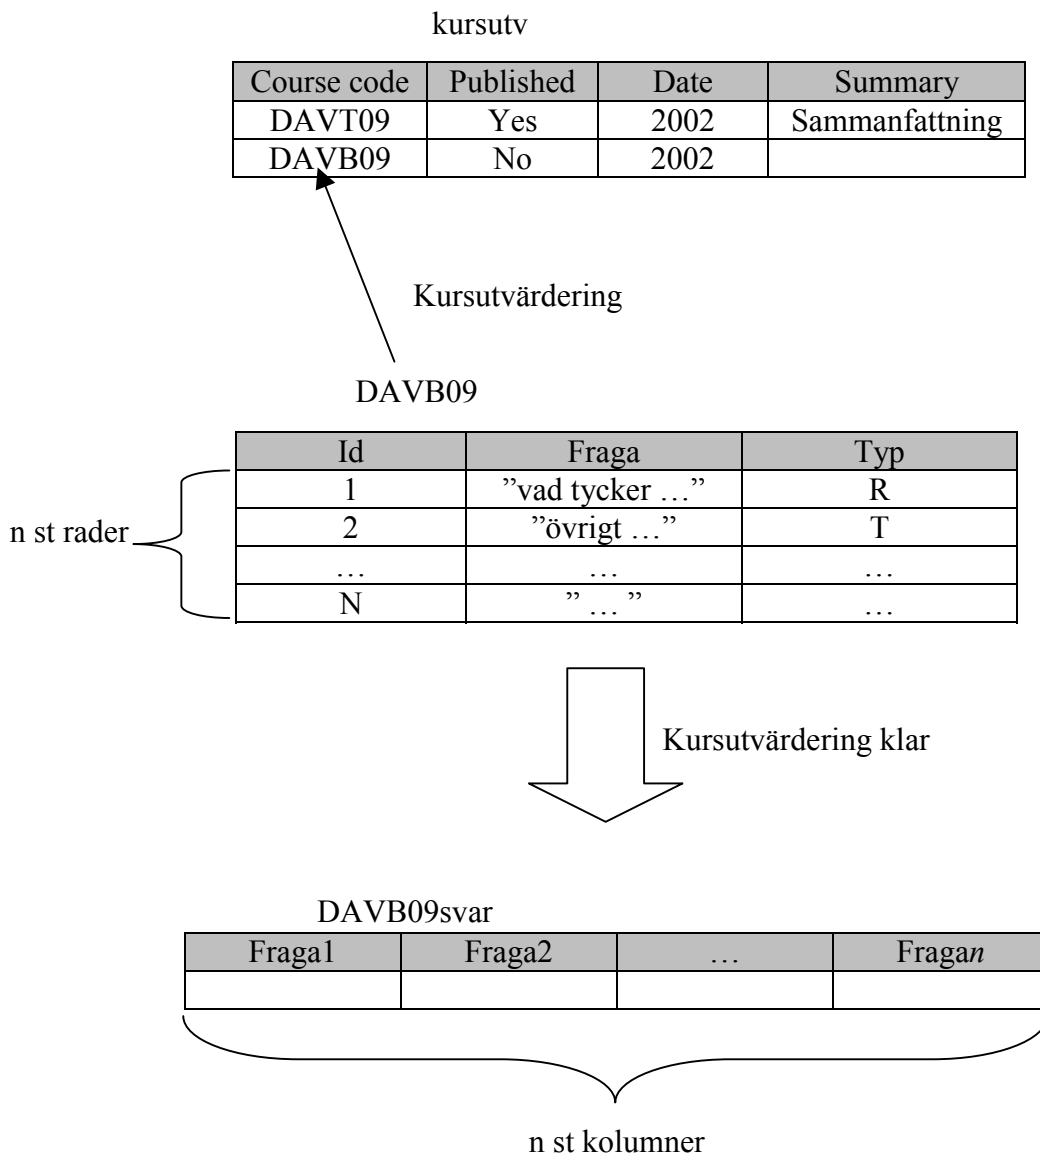 kursutv
Course code Published Date Summary
DAVT09 Yes 2002 Sammanfattning
DAVB09 No 2002
Kursutvärdering
DAVB09
Id Fraga Typ
1 ”vad tycker …” R
2 ”övrigt …” T
… … …
N ” … ” …
n st rader
Kursutvärdering klar
DAVB09svar
Fraga1 Fraga2 … Fragan
n st kolumner